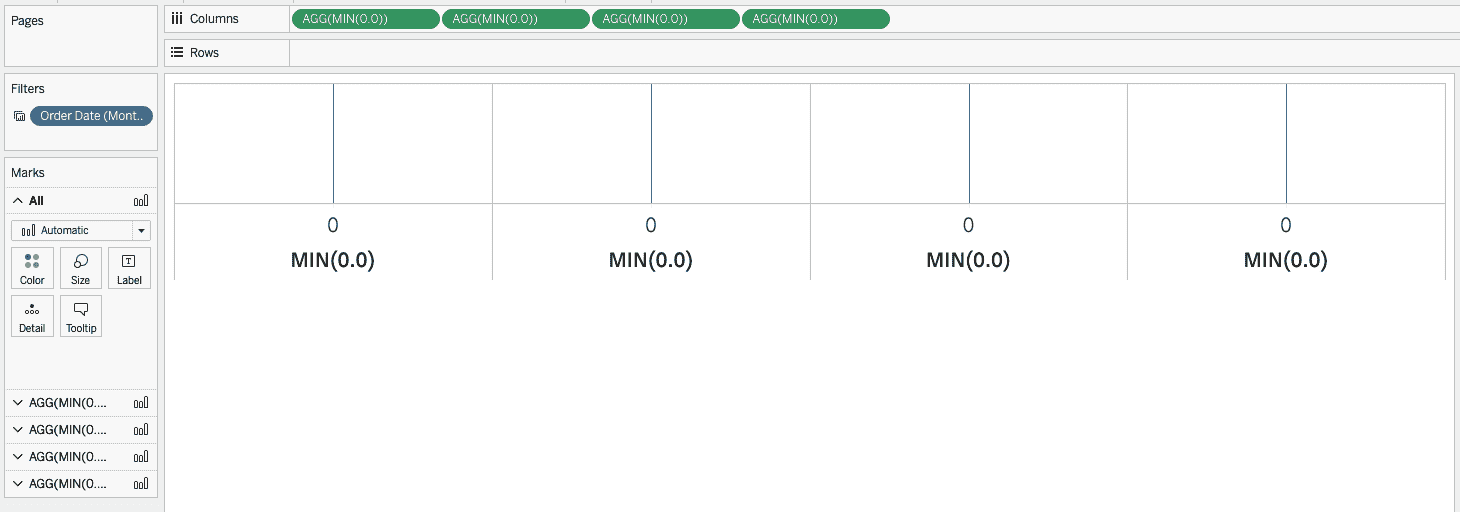 Pages
Columns AGG(MIN(0.0)) AGG(MIN(0.0)) AGG(MIN(0.0)) AGG(MIN(0.0))
Rows
Filters
Order Date (Mont..
Marks
All
Automatic
Color Size Label
Detail Tooltip
AGG(MIN(0....
AGG(MIN(0....
AGG(MIN(0....
AGG(MIN(0....
0 0 0 0
MIN(0.0) MIN(0.0) MIN(0.0) MIN(0.0)